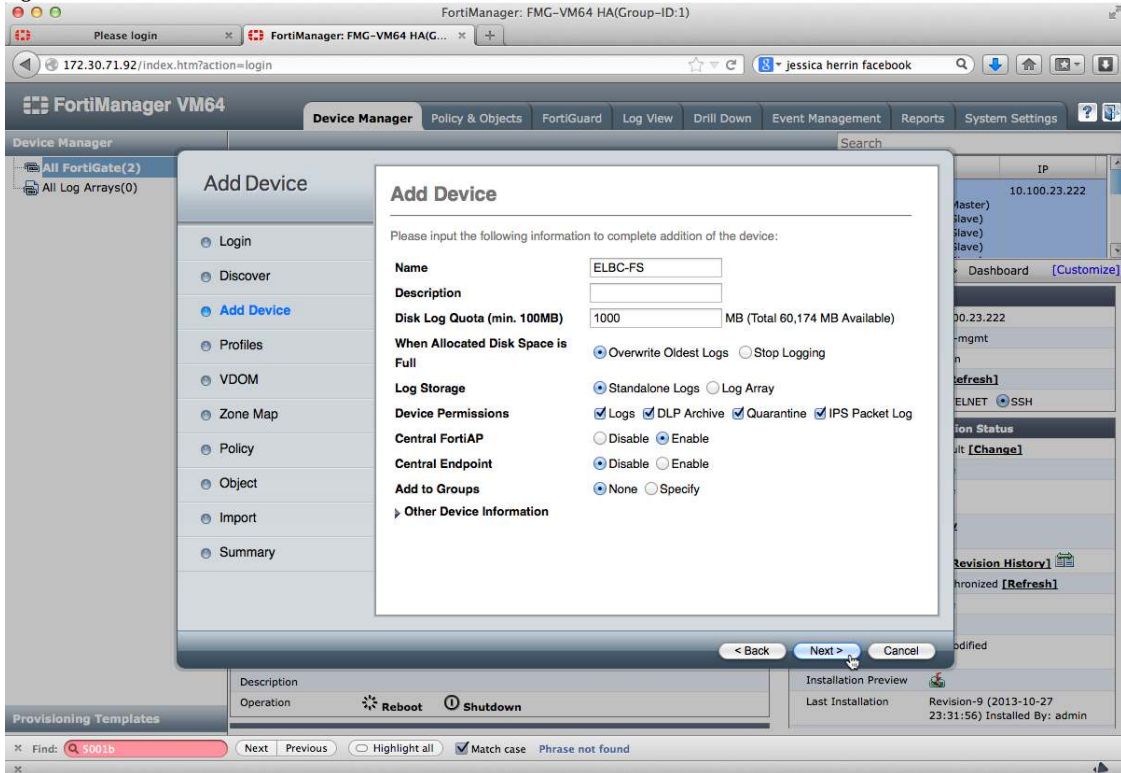 FortiManager: FMG-VM64 HA(Group-ID:1)
Please login × FortiManager: FMG-VM64 HA(G... × +
172.30.71.92/index.htm?action=login 8 jessica herrin facebook
FortiManager VM64
Device Manager Policy & Objects FortiGuard Log View Drill Down Event Management Reports System Settings ?
Device Manager Search
All FortiGate(2)
All Log Arrays(0)
IP
10.100.23.222
Master)
Slave)
Slave)
Slave)
Dashboard [Customize]
00.23.222
-mgmt
n
Refresh]
ELNET SSH
ion Status
ult [Change]
Revision History]
hronized [Refresh]
odified
Add Device
Login
Discover
Add Device
Profiles
VDOM
Zone Map
Policy
Object
Import
Summary
Add Device
Please input the following information to complete addition of the device:
Name ELBC-FS
Description
Disk Log Quota (min. 100MB) 1000 MB (Total 60,174 MB Available)
When Allocated Disk Space is
Full Overwrite Oldest Logs Stop Logging
Log Storage Standalone Logs Log Array
Device Permissions Logs DLP Archive Quarantine IPS Packet Log
Central FortiAP Disable Enable
Central Endpoint Disable Enable
Add to Groups None Specify
Other Device Information
< Back Next > Cancel
Description
Operation Reboot Shutdown
Installation Preview
Last Installation Revision-9 (2013-10-27
23:31:56) Installed By: admin
Provisioning Templates
× Find: 5001b Next Previous Highlight all Match case Phrase not found
×